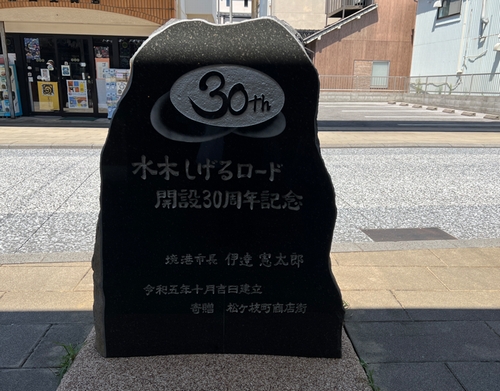 30th
水木しげるロード
開設30周年記念
境港市長 伊達 憲太郎
令和五年十月吉日建立
寄贈 松ケ枝町商店街